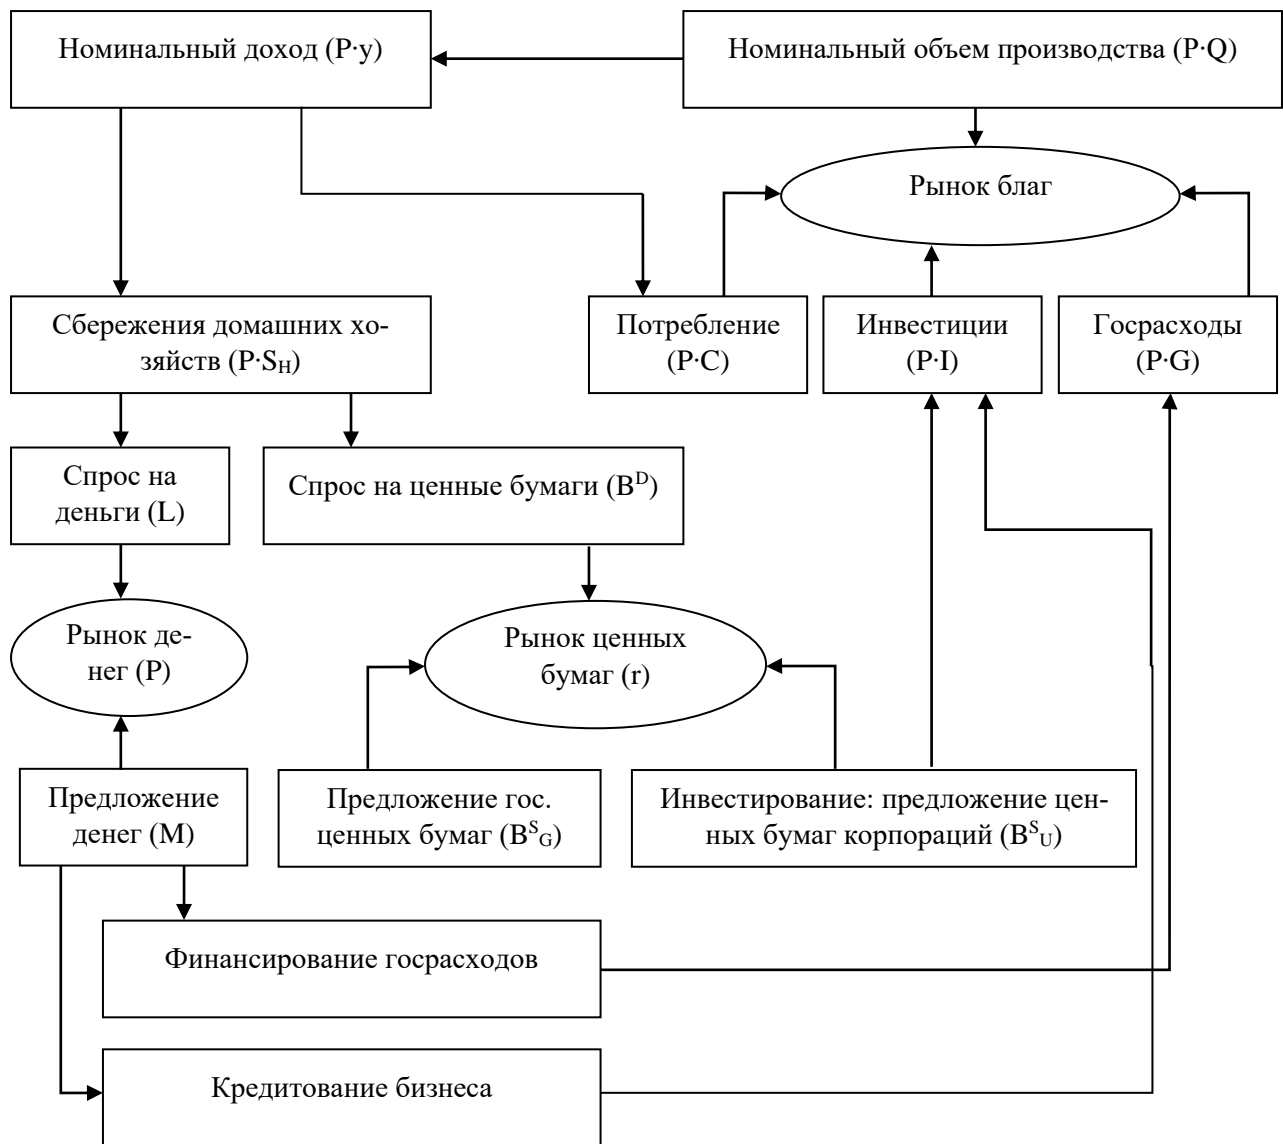 Номинальный доход (P·y)
Номинальный объем производства (P·Q)
Рынок благ
Сбережения домашних хо-
зяйств (P·S_H)
Потребление
(P·C)
Инвестиции
(P·I)
Госрасходы
(P·G)
Спрос на
деньги (L)
Спрос на ценные бумаги (B^D)
Рынок де-
нег (P)
Рынок ценных
бумаг (r)
Предложение
денег (M)
Предложение гос.
ценных бумаг (B^S_G)
Инвестирование: предложение цен-
ных бумаг корпораций (B^S_U)
Финансирование госрасходов
Кредитование бизнеса